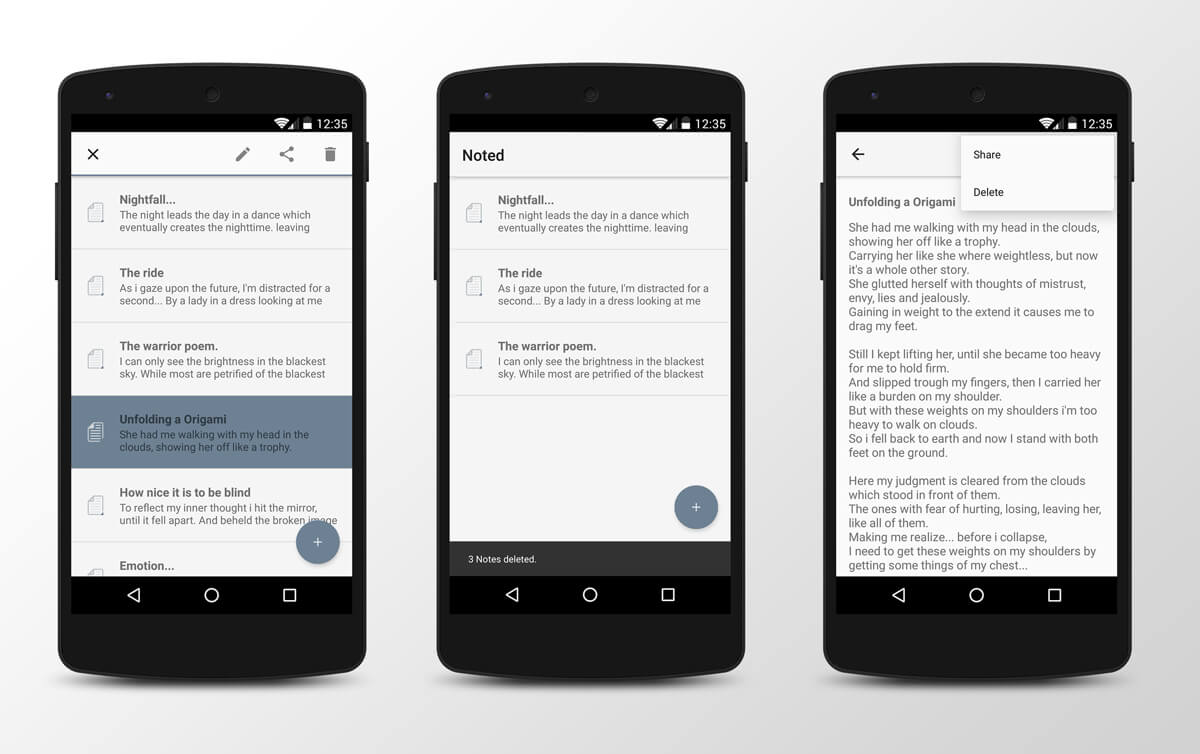 12:35
Nightfall...
The night leads the day in a dance which
eventually creates the nighttime. leaving
The ride
As i gaze upon the future, I'm distracted for a
second... By a lady in a dress looking at me
The warrior poem.
I can only see the brightness in the blackest
sky. While most are petrified of the blackest
Unfolding a Origami
She had me walking with my head in the
clouds, showing her off like a trophy.
How nice it is to be blind
To reflect my inner thought i hit the mirror,
until it fell apart. And beheld the broken image
+
Emotion...
12:35
Noted
Nightfall...
The night leads the day in a dance which
eventually creates the nighttime. leaving
The ride
As i gaze upon the future, I'm distracted for a
second... By a lady in a dress looking at me
The warrior poem.
I can only see the brightness in the blackest
sky. While most are petrified of the blackest
+
3 Notes deleted.
12:35
Share
Delete
Unfolding a Origami
She had me walking with my head in the clouds,
showing her off like a trophy.
Carrying her like she where weightless, but now
it's a whole other story.
She glutted herself with thoughts of mistrust,
envy, lies and jealously.
Gaining in weight to the extend it causes me to
drag my feet.
Still I kept lifting her, until she became too heavy
for me to hold firm.
And slipped trough my fingers, then I carried her
like a burden on my shoulder.
But with these weights on my shoulders i'm too
heavy to walk on clouds.
So i fell back to earth and now I stand with both
feet on the ground.
Here my judgment is cleared from the clouds
which stood in front of them.
The ones with fear of hurting, losing, leaving her,
like all of them.
Making me realize... before i collapse,
I need to get these weights on my shoulders by
getting some things of my chest...